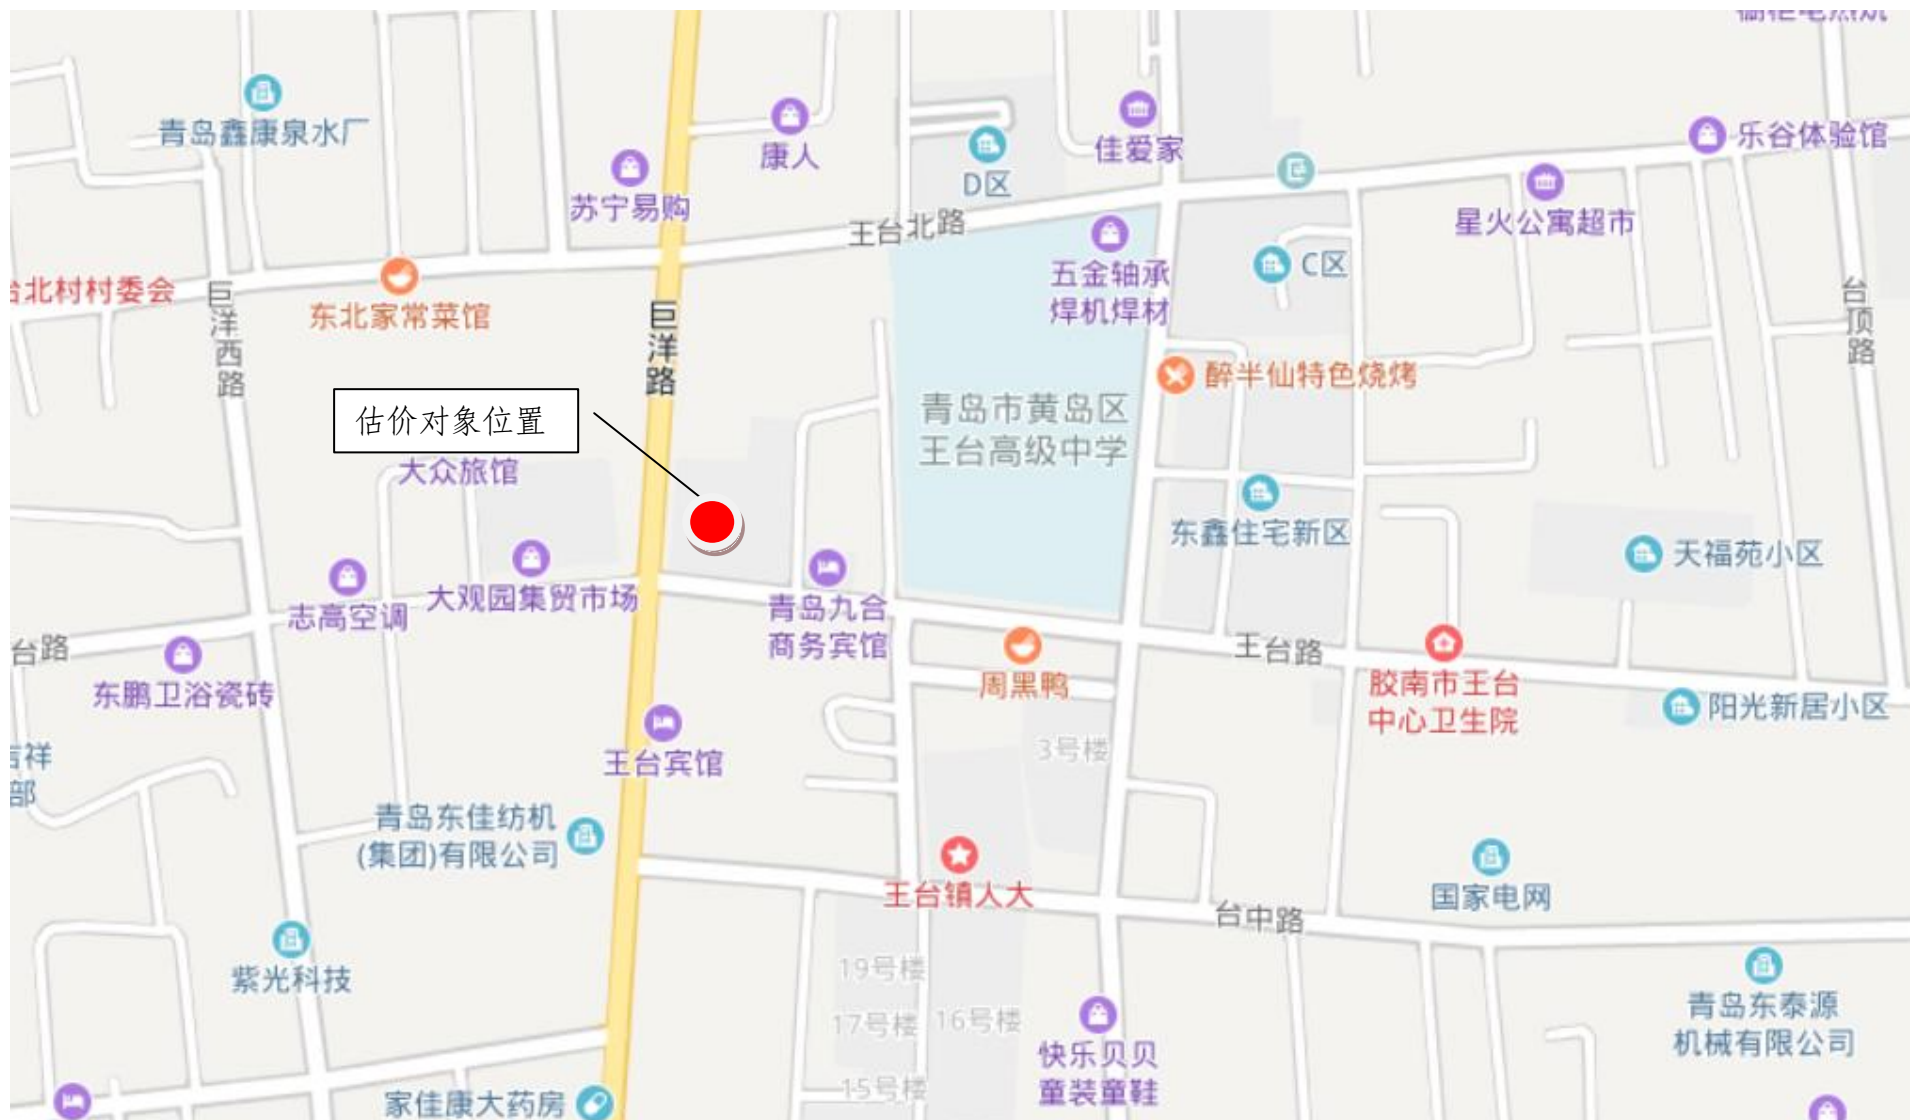 青岛鑫康泉水厂
康人
苏宁易购
D区
佳爱家
乐谷体验馆
星火公寓超市
王台北路
五金轴承
焊机焊材
C区
台北村村委会
巨洋西路
东北家常菜馆
巨洋路
台顶路
醉半仙特色烧烤
青岛市黄岛区
王台高级中学
估价对象位置
大众旅馆
东鑫住宅新区
天福苑小区
志高空调
大观园集贸市场
青岛九合
商务宾馆
台路
王台路
东鹏卫浴瓷砖
周黑鸭
胶南市王台
中心卫生院
阳光新居小区
王台宾馆
3号楼
吉祥
部
青岛东佳纺机
(集团)有限公司
王台镇人大
台中路
国家电网
紫光科技
19号楼
17号楼
16号楼
15号楼
快乐贝贝
童装童鞋
青岛东泰源
机械有限公司
家佳康大药房